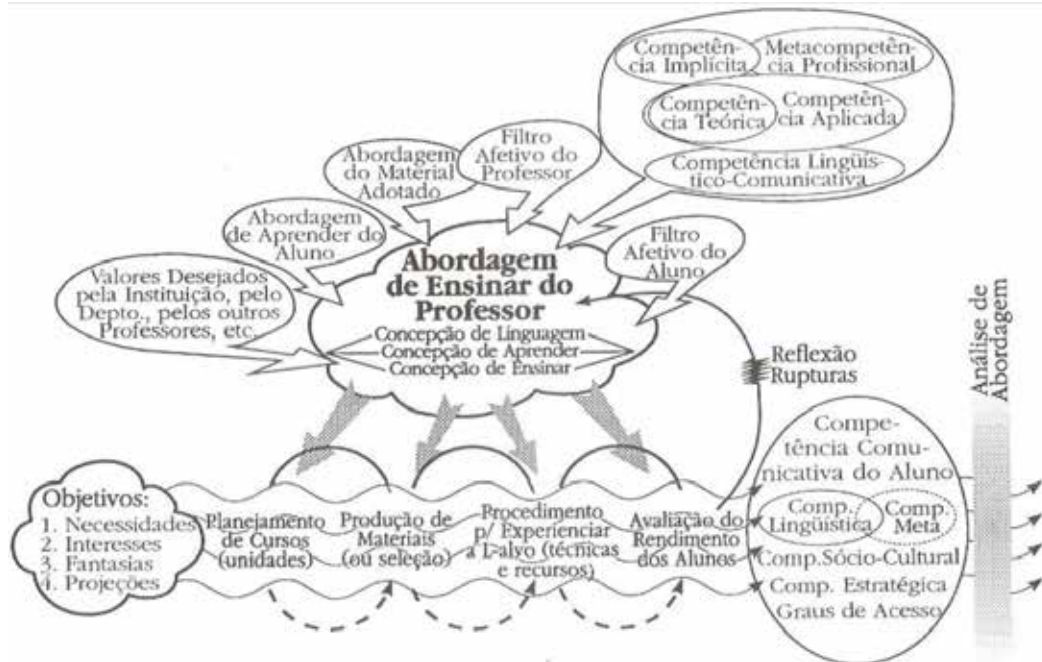 Competên-
cia Implícita
Metacompetência
Profissional
Competên-
cia Teórica
Competên-
cia Aplicada
Competência Lingüís-
tico-Comunicativa
Filtro
Afetivo do
Professor
Abordagem
do Material
Adotado
Abordagem
de Aprender do
Aluno
Valores Desejados
pela Instituição, pelo
Depto., pelos outros
Professores, etc.
Filtro
Afetivo do
Aluno
Abordagem
de Ensinar do
Professor
Concepção de Linguagem
Concepção de Aprender
Concepção de Ensinar
Reflexão
Rupturas
Análise de
Abordagem
Objetivos:
1. Necessidades
2. Interesses
3. Fantasias
4. Projeções
Planejamento
de Cursos
(unidades)
Produção de
Materiais
(ou seleção)
Procedimento
p/ Experienciar
a L-alvo (técnicas
e recursos)
Avaliação do
Rendimento
dos Alunos
Compe-
tência Comu-
nicativa do Aluno
Comp.
Lingüística
Comp.
Meta
Comp.Sócio-Cultural
Comp. Estratégica
Graus de Acesso